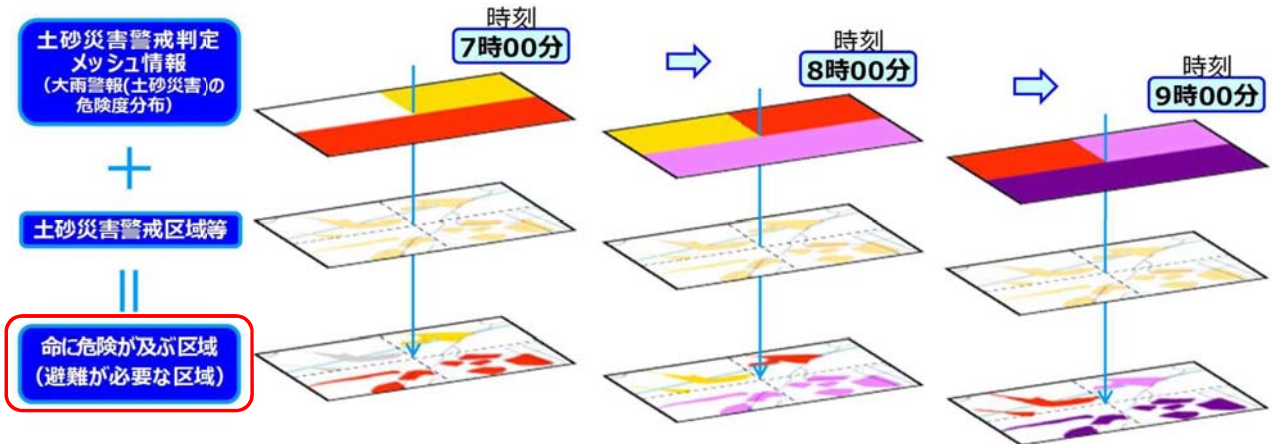 土砂災害警戒判定
メッシュ情報
(大雨警報(土砂災害)の
危険度分布)
土砂災害警戒区域等
命に危険が及ぶ区域
(避難が必要な区域)
時刻
7時00分
時刻
8時00分
時刻
9時00分